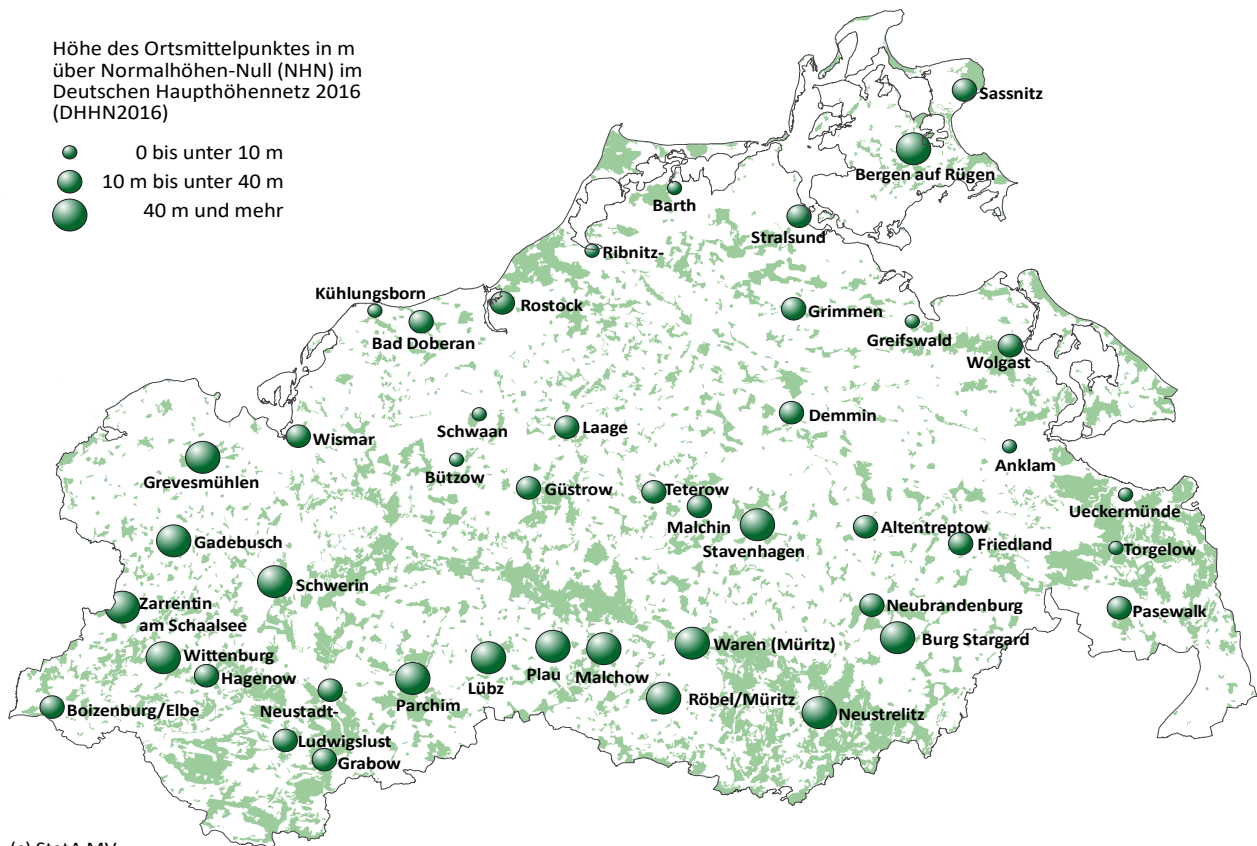 Höhe des Ortsmittelpunktes in m
über Normalhöhen-Null (NHN) im
Deutschen Haupthöhennetz 2016
(DHHN2016)
0 bis unter 10 m
10 m bis unter 40 m
40 m und mehr
Sassnitz
Bergen auf Rügen
Barth
Stralsund
Ribnitz-
Kühlungsborn
Rostock
Bad Doberan
Grimmen
Greifswald
Wolgast
Demmin
Schwaan
Laage
Wismar
Anklam
Grevesmühlen
Bützow
Güstrow
Teterow
Malchin
Stavenhagen
Altentreptow
Friedland
Ueckermünde
Torgelow
Gadebusch
Schwerin
Zarrentin
am Schaalsee
Neubrandenburg
Pasewalk
Burg Stargard
Waren (Müritz)
Wittenburg
Hagenow
Plau
Malchow
Lübz
Parchim
Röbel/Müritz
Neustrelitz
Boizenburg/Elbe
Neustadt-
Ludwigslust
Grabow
(c) StatA MV